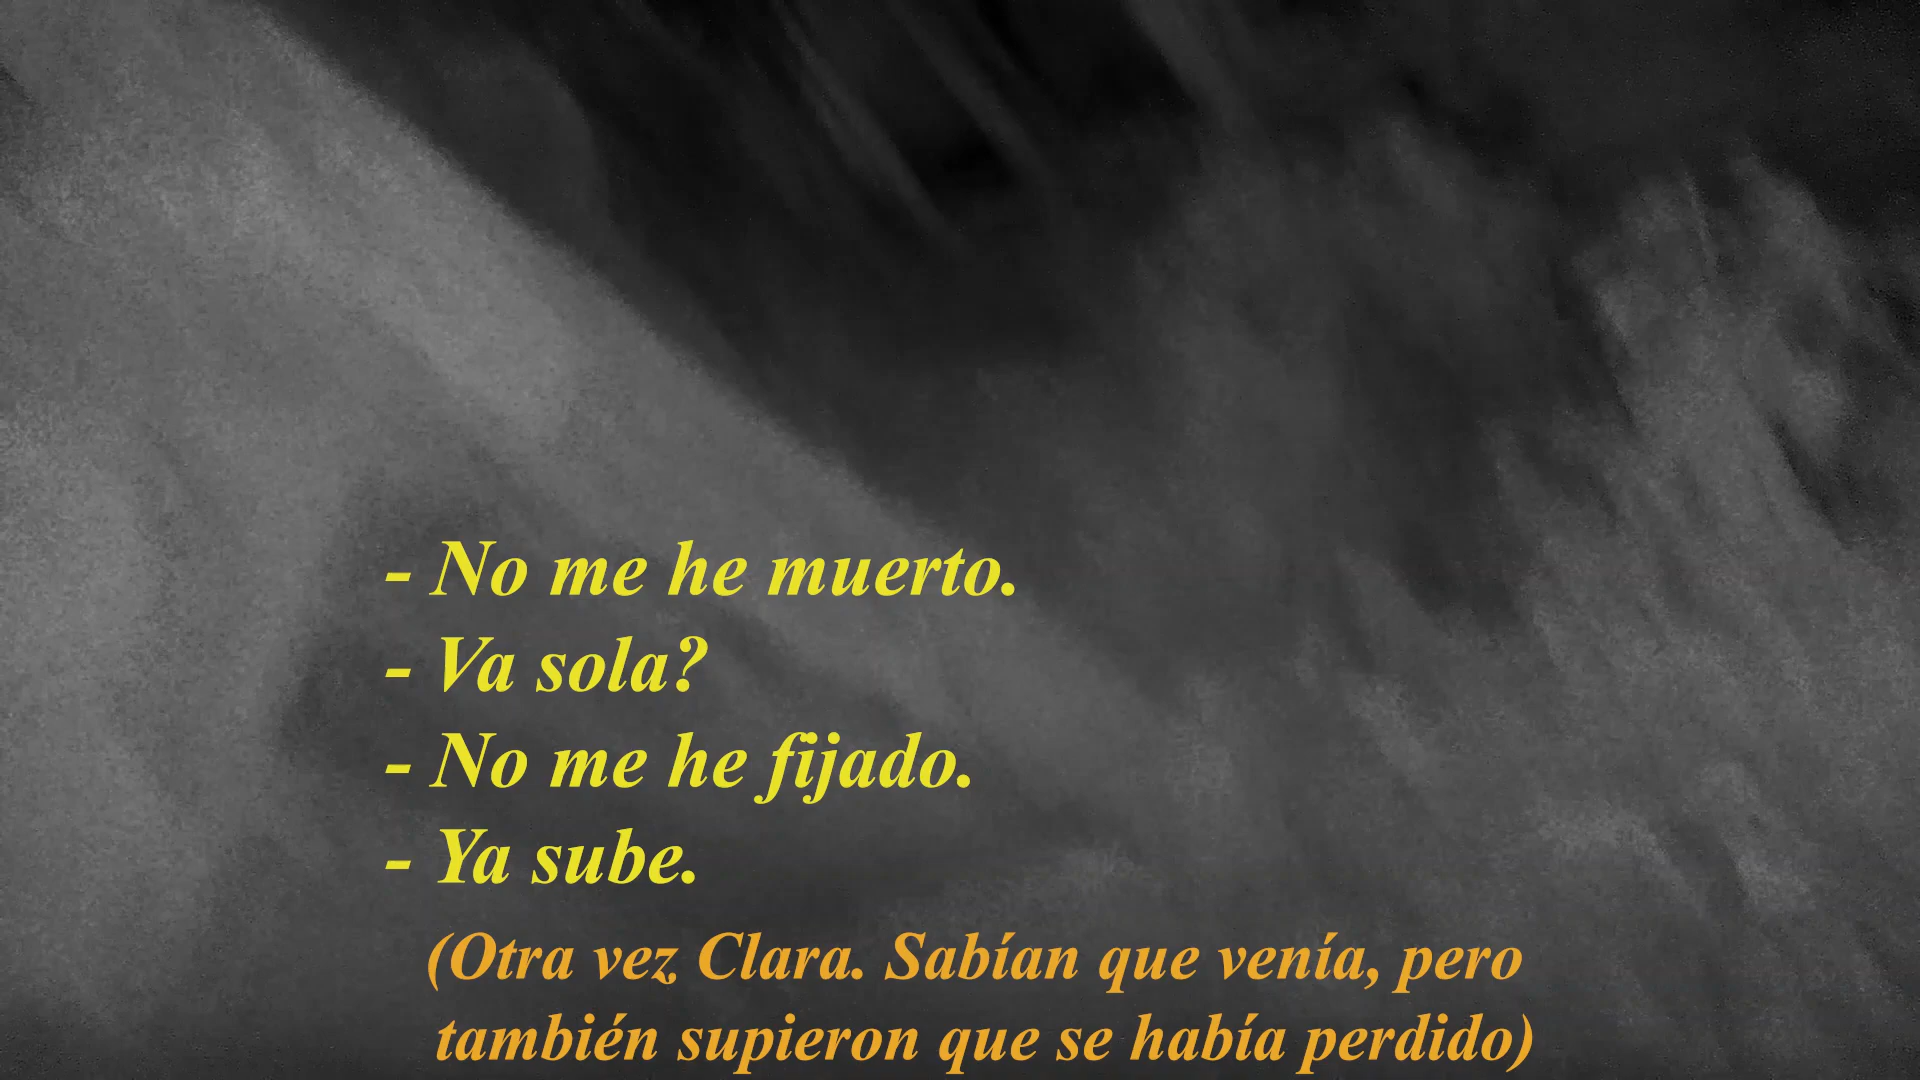 - No me he muerto.
- Va sola?
- No me he fijado.
- Ya sube.
(Otra vez Clara. Sabían que venía, pero
también supieron que se había perdido)